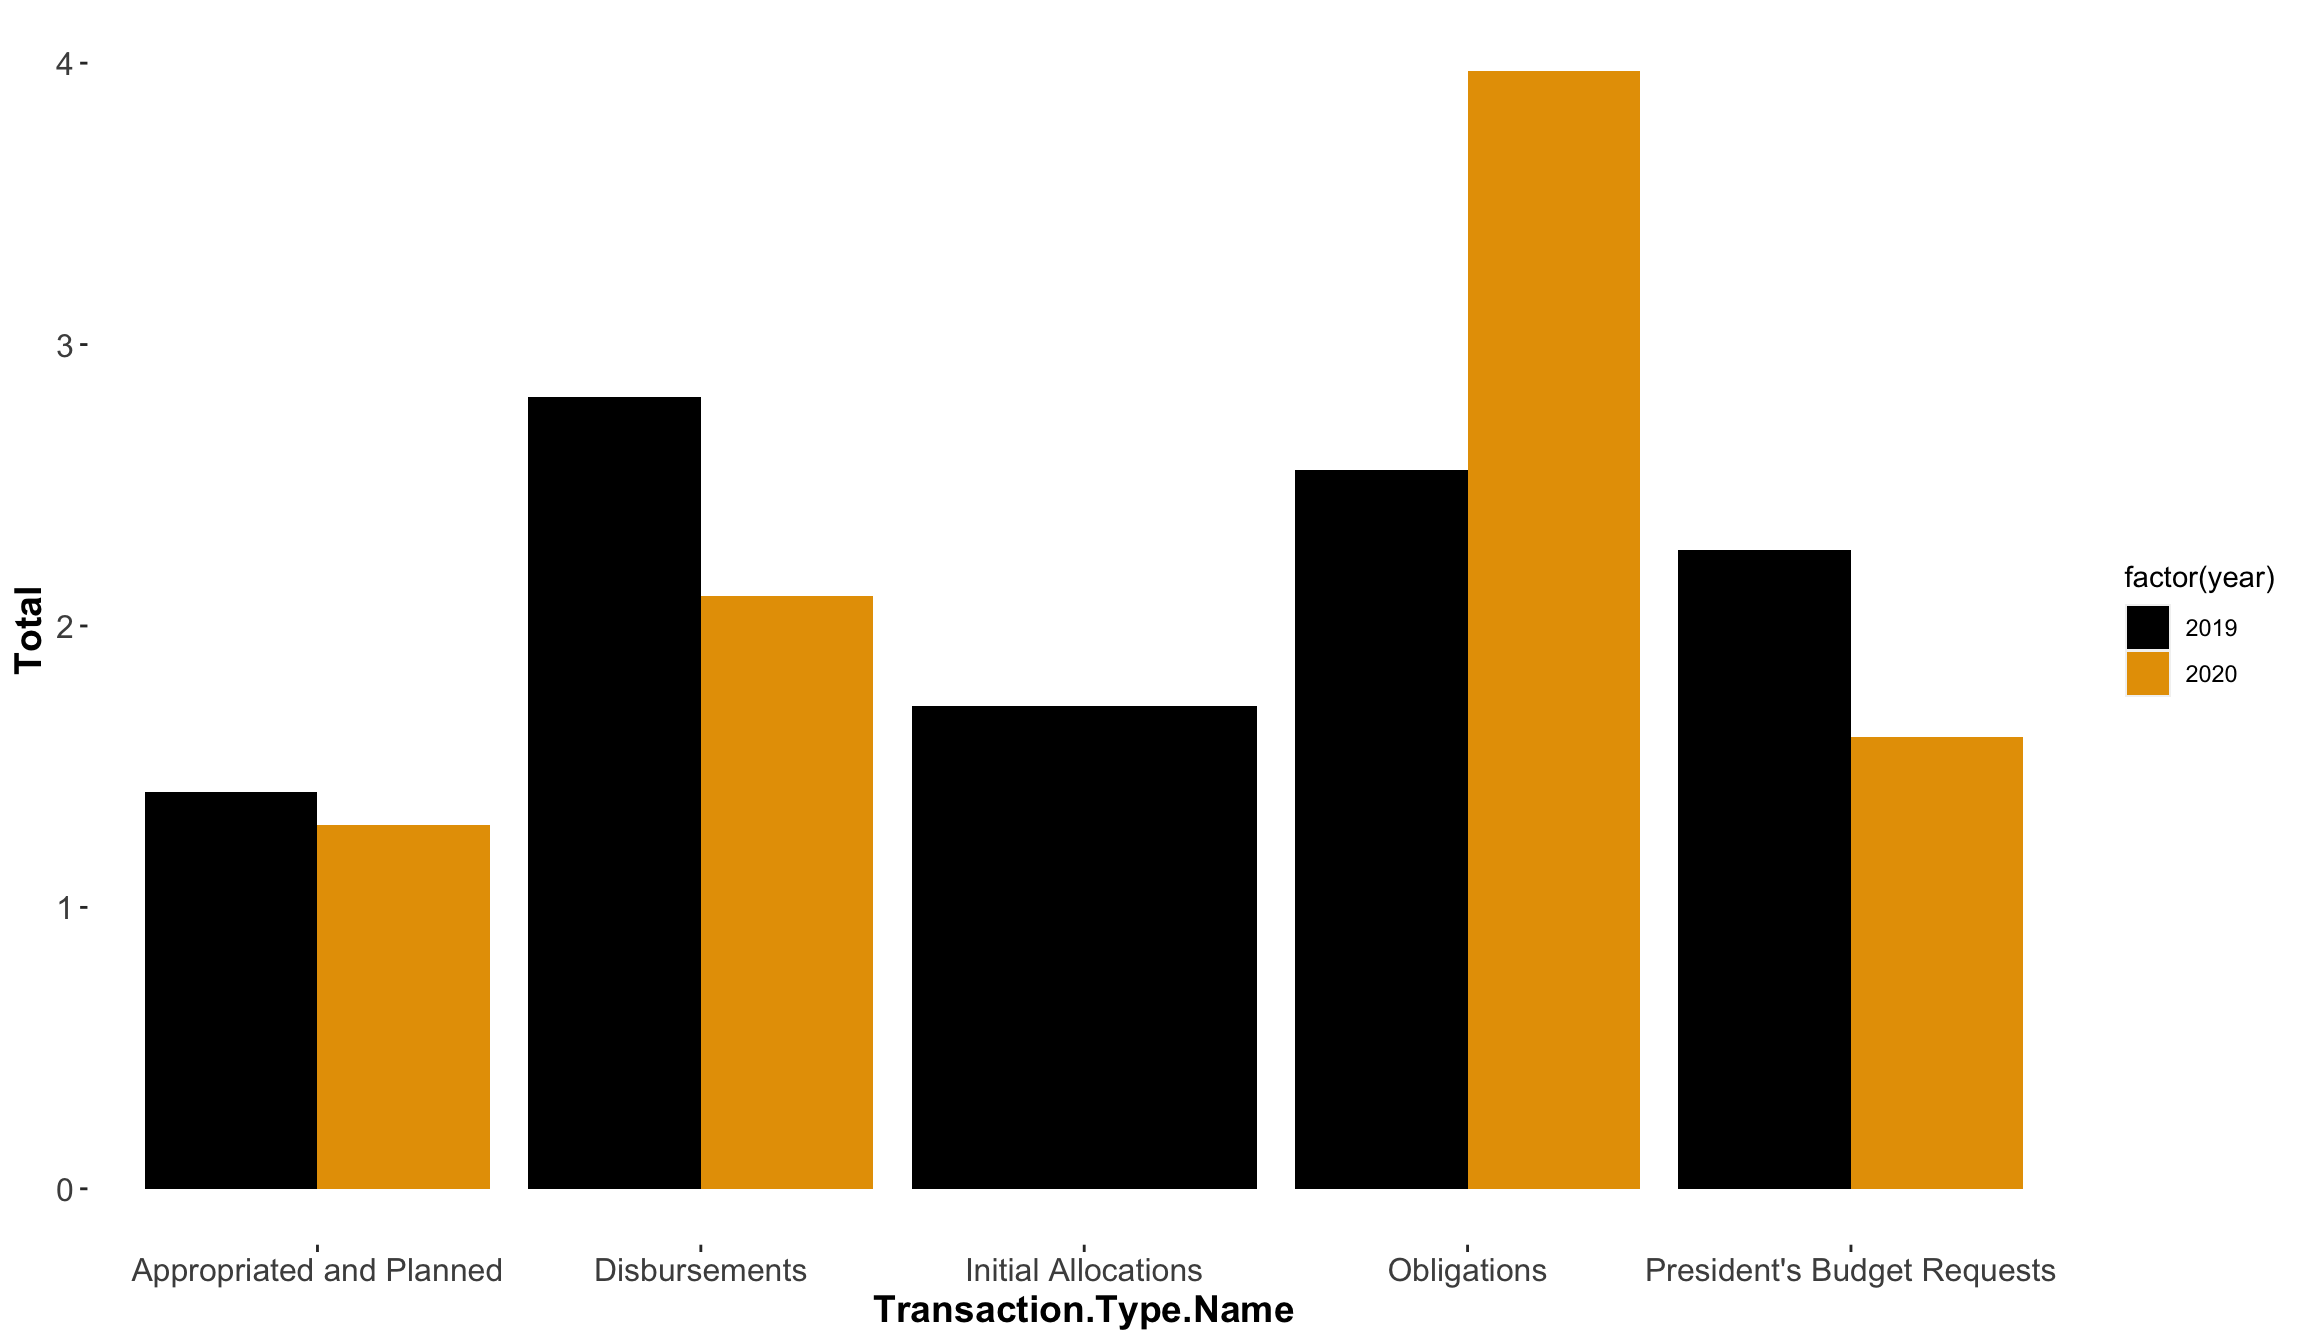 4
3
2
1
0
Total
Appropriated and Planned
Disbursements
Initial Allocations
Obligations
President's Budget Requests
Transaction.Type.Name
factor(year)
2019
2020